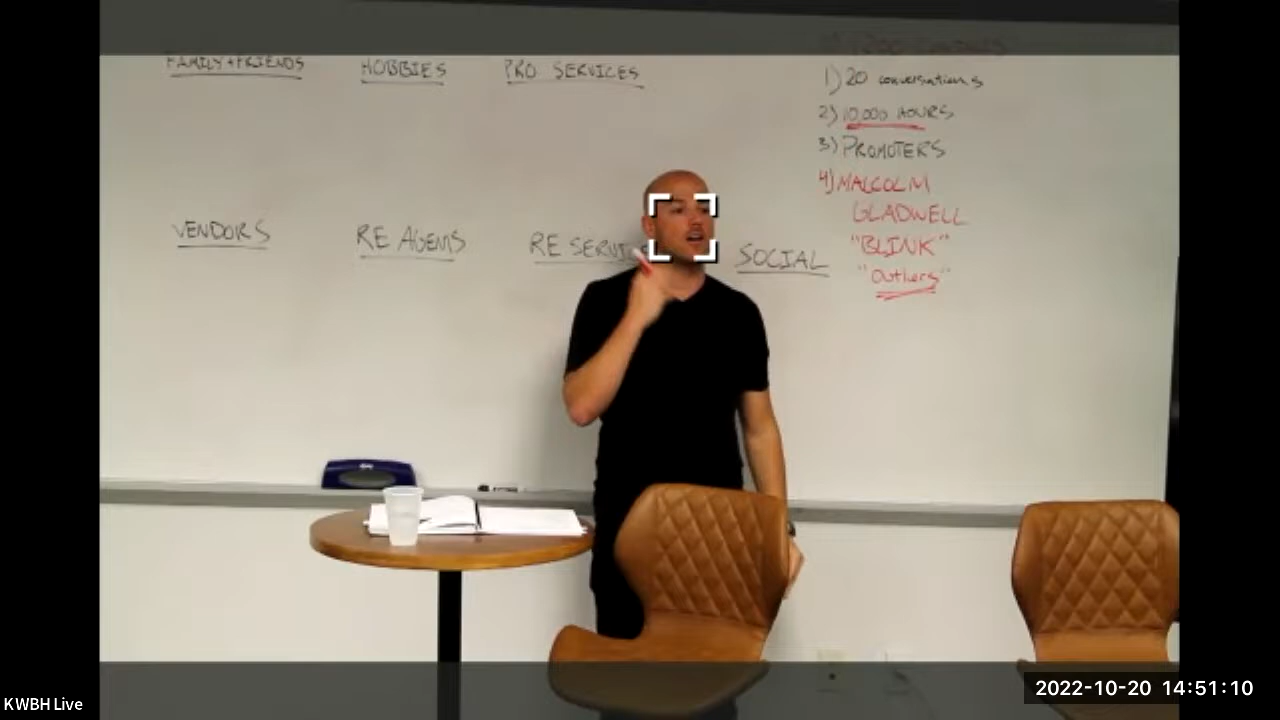 FAMILY+FRIENDS
HOBBIES
PRO SERVICES
1) 20 conversations
2) 10,000 HOURS
3) PROMOTERS
4) MALCOLM
GLADWELL
"BLINK"
"Outliers"
VENDORS
RE AGENTS
RE SERVICE
SOCIAL
KWBH Live
2022-10-20 14:51:10